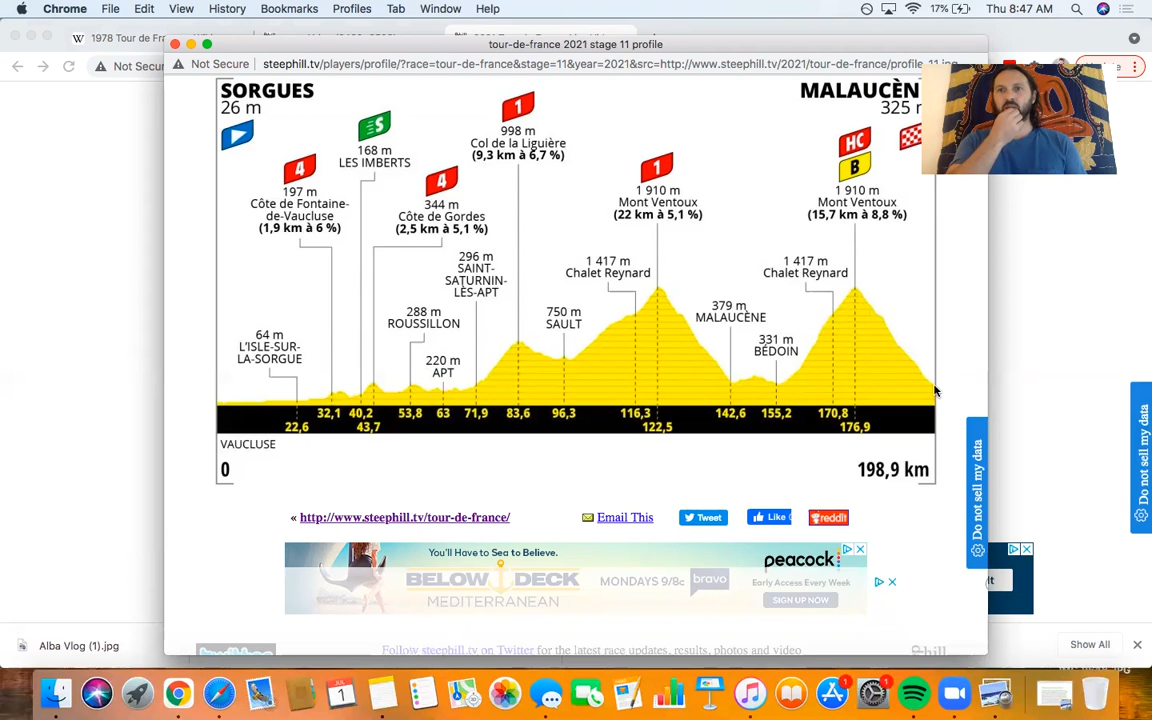 Chrome File Edit View History Bookmarks Profiles Tab Window Help
17% Thu 8:47 AM
W 1978 Tour de Fra
tour-de-france 2021 stage 11 profile
Not Secur
Not Secure steephill.tv/players/profile/?race=tour-de-france&stage=11&year=2021&src=http://www.steephill.tv/2021/tour-de-france/profile_11.jpg
SORGUES
26 m
MALAUCÈN
325 m
1
998 m
Col de la Liguière
(9,3 km à 6,7 %)
S
168 m
LES IMBERTS
4
197 m
Côte de Fontaine-
de-Vaucluse
(1,9 km à 6 %)
4
344 m
Côte de Gordes
(2,5 km à 5,1 %)
1
1 910 m
Mont Ventoux
(22 km à 5,1 %)
HC
B
1 910 m
Mont Ventoux
(15,7 km à 8,8 %)
296 m
SAINT-
SATURNIN-
LÈS-APT
1 417 m
Chalet Reynard
1 417 m
Chalet Reynard
288 m
ROUSSILLON
750 m
SAULT
379 m
MALAUCÈNE
64 m
L'ISLE-SUR-
LA-SORGUE
220 m
APT
331 m
BÉDOIN
32,1 40,2 53,8 63 71,9 83,6 96,3 116,3 142,6 155,2 170,8
22,6 43,7 122,5 176,9
VAUCLUSE
0 198,9 km
« http://www.steephill.tv/tour-de-france/ Email This Tweet Like reddit
Do not sell my data
Do not sell my data
You'll Have to Sea to Believe.
BELOW DECK
MEDITERRANEAN
MONDAYS 9/8c bravo
peacock
Early Access Every Week
SIGN UP NOW
it
Follow steephill.tv on Twitter for the latest race updates, results, photos and video
Alba Vlog (1).jpg Show All
JUL
1
1
1